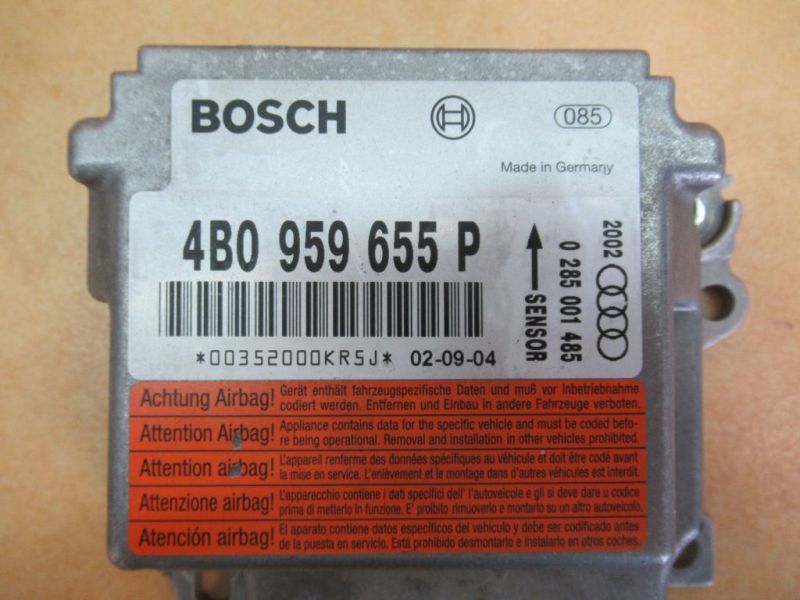 BOSCH
085
Made in Germany
4B0 959 655 P
*00352000KR5J* 02-09-04
SENSOR
0 285 001 485
2002
Achtung Airbag! Gerät enthält fahrzeugspezifische Daten und muß vor Inbetriebnahme
codiert werden. Entfernen und Einbau in andere Fahrzeuge verboten.
Attention Airbag! Appliance contains data for the specific vehicle and must be coded befo-
re being operational. Removal and installation in other vehicles prohibited.
Attention airbag! L'appareil renferme des données spécifiques au véhicule et doit être codé avant
la mise en service. L'enièvement et le montage dans d'autres véhicules est interdit.
Attenzione airbag! L'apparecchio contiene i dati specifici dell' l'autoveicolo e gli si deve dare u codice
prima di metterlo in funzione. E' proibito rimuoverlo e montarlo su un altro autoveicolo.
Atención airbag! El aparato contiene datos específicos del vehículo y debe ser codificado antes
de la puesta en servicio. Está prohibido desmontarlo e instalarlo en otros coches.